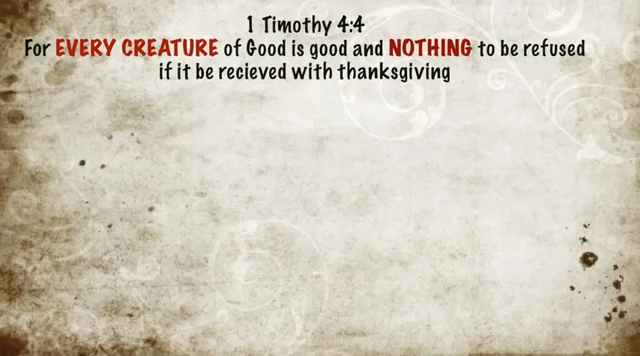 1 Timothy 4:4
For EVERY CREATURE of Good is good and NOTHING to be refused
if it be recieved with thanksgiving